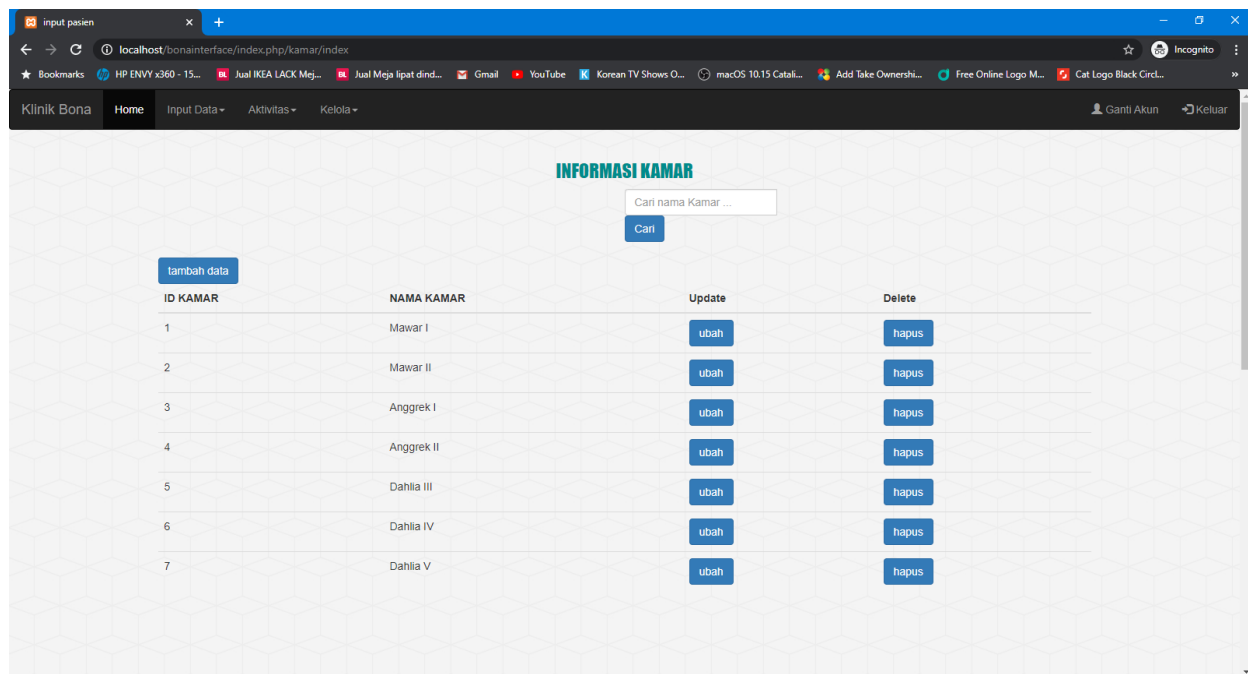 input pasien
localhost/bonainterface/index.php/kamar/index
Incognito
Bookmarks HP ENVY x360 - 15... BL Jual IKEA LACK Mej... BL Jual Meja lipat dind... Gmail YouTube K Korean TV Shows O... macOS 10.15 Catali... Add Take Ownershi... Free Online Logo M... Cat Logo Black Circl... »
Klinik Bona Home Input Data Aktivitas Kelola Ganti Akun Keluar
INFORMASI KAMAR
Cari nama Kamar ...
Cari
tambah data
ID KAMAR NAMA KAMAR Update Delete
1 Mawar I ubah hapus
2 Mawar II ubah hapus
3 Anggrek I ubah hapus
4 Anggrek II ubah hapus
5 Dahlia III ubah hapus
6 Dahlia IV ubah hapus
7 Dahlia V ubah hapus